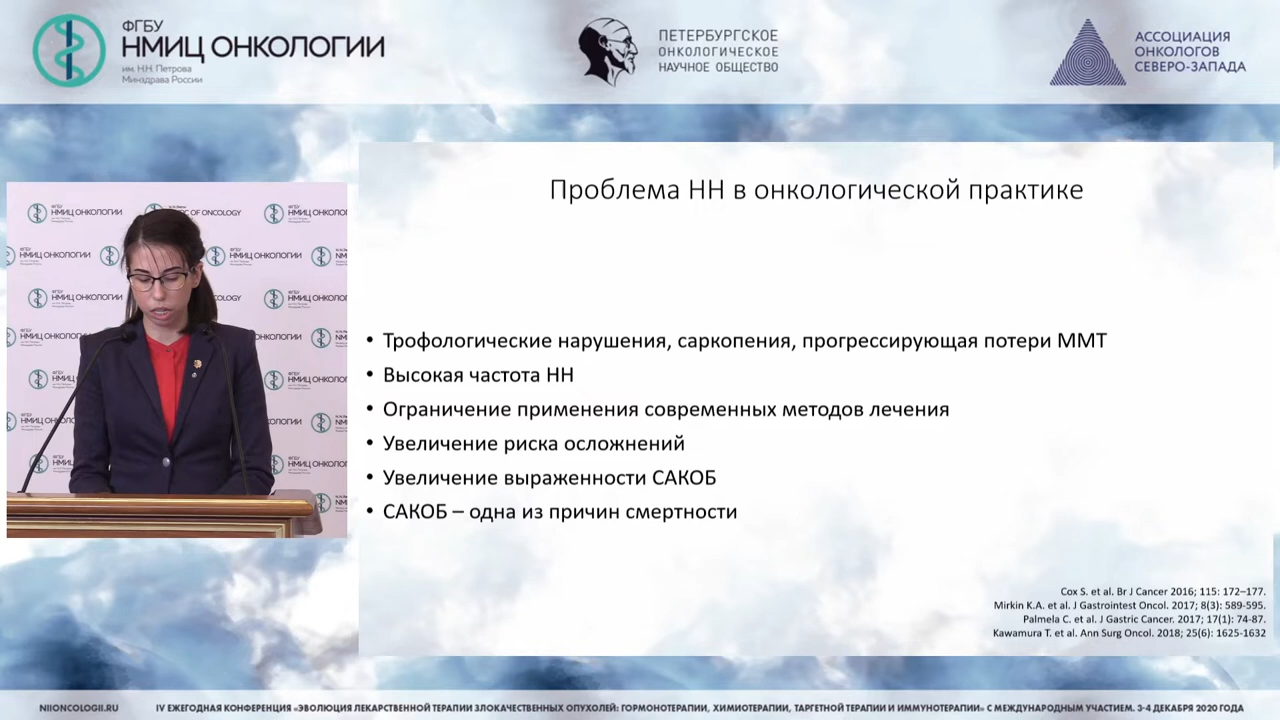 ФГБУ
НМИЦ ОНКОЛОГИИ
им. Н.Н. Петрова
Минздрава России
ПЕТЕРБУРГСКОЕ
ОНКОЛОГИЧЕСКОЕ
НАУЧНОЕ ОБЩЕСТВО
АССОЦИАЦИЯ
ОНКОЛОГОВ
СЕВЕРО-ЗАПАДА
Проблема НН в онкологической практике
• Трофологические нарушения, саркопения, прогрессирующая потери ММТ
• Высокая частота НН
• Ограничение применения современных методов лечения
• Увеличение риска осложнений
• Увеличение выраженности САКОБ
• САКОБ – одна из причин смертности
Cox S. et al. Br J Cancer 2016; 115: 172–177.
Mirkin K.A. et al. J Gastrointest Oncol. 2017; 8(3): 589-595.
Palmela C. et al. J Gastric Cancer. 2017; 17(1): 74-87.
Kawamura T. et al. Ann Surg Oncol. 2018; 25(6): 1625-1632
НМИЦ ОНКОЛОГИИ
OF ONCOLOGY
NIIONCOLOGII.RU
IV ЕЖЕГОДНАЯ КОНФЕРЕНЦИЯ «ЭВОЛЮЦИЯ ЛЕКАРСТВЕННОЙ ТЕРАПИИ ЗЛОКАЧЕСТВЕННЫХ ОПУХОЛЕЙ: ГОРМОНОТЕРАПИИ, ХИМИОТЕРАПИИ, ТАРГЕТНОЙ ТЕРАПИИ И ИММУНОТЕРАПИИ» С МЕЖДУНАРОДНЫМ УЧАСТИЕМ. 3-4 ДЕКАБРЯ 2020 ГОДА